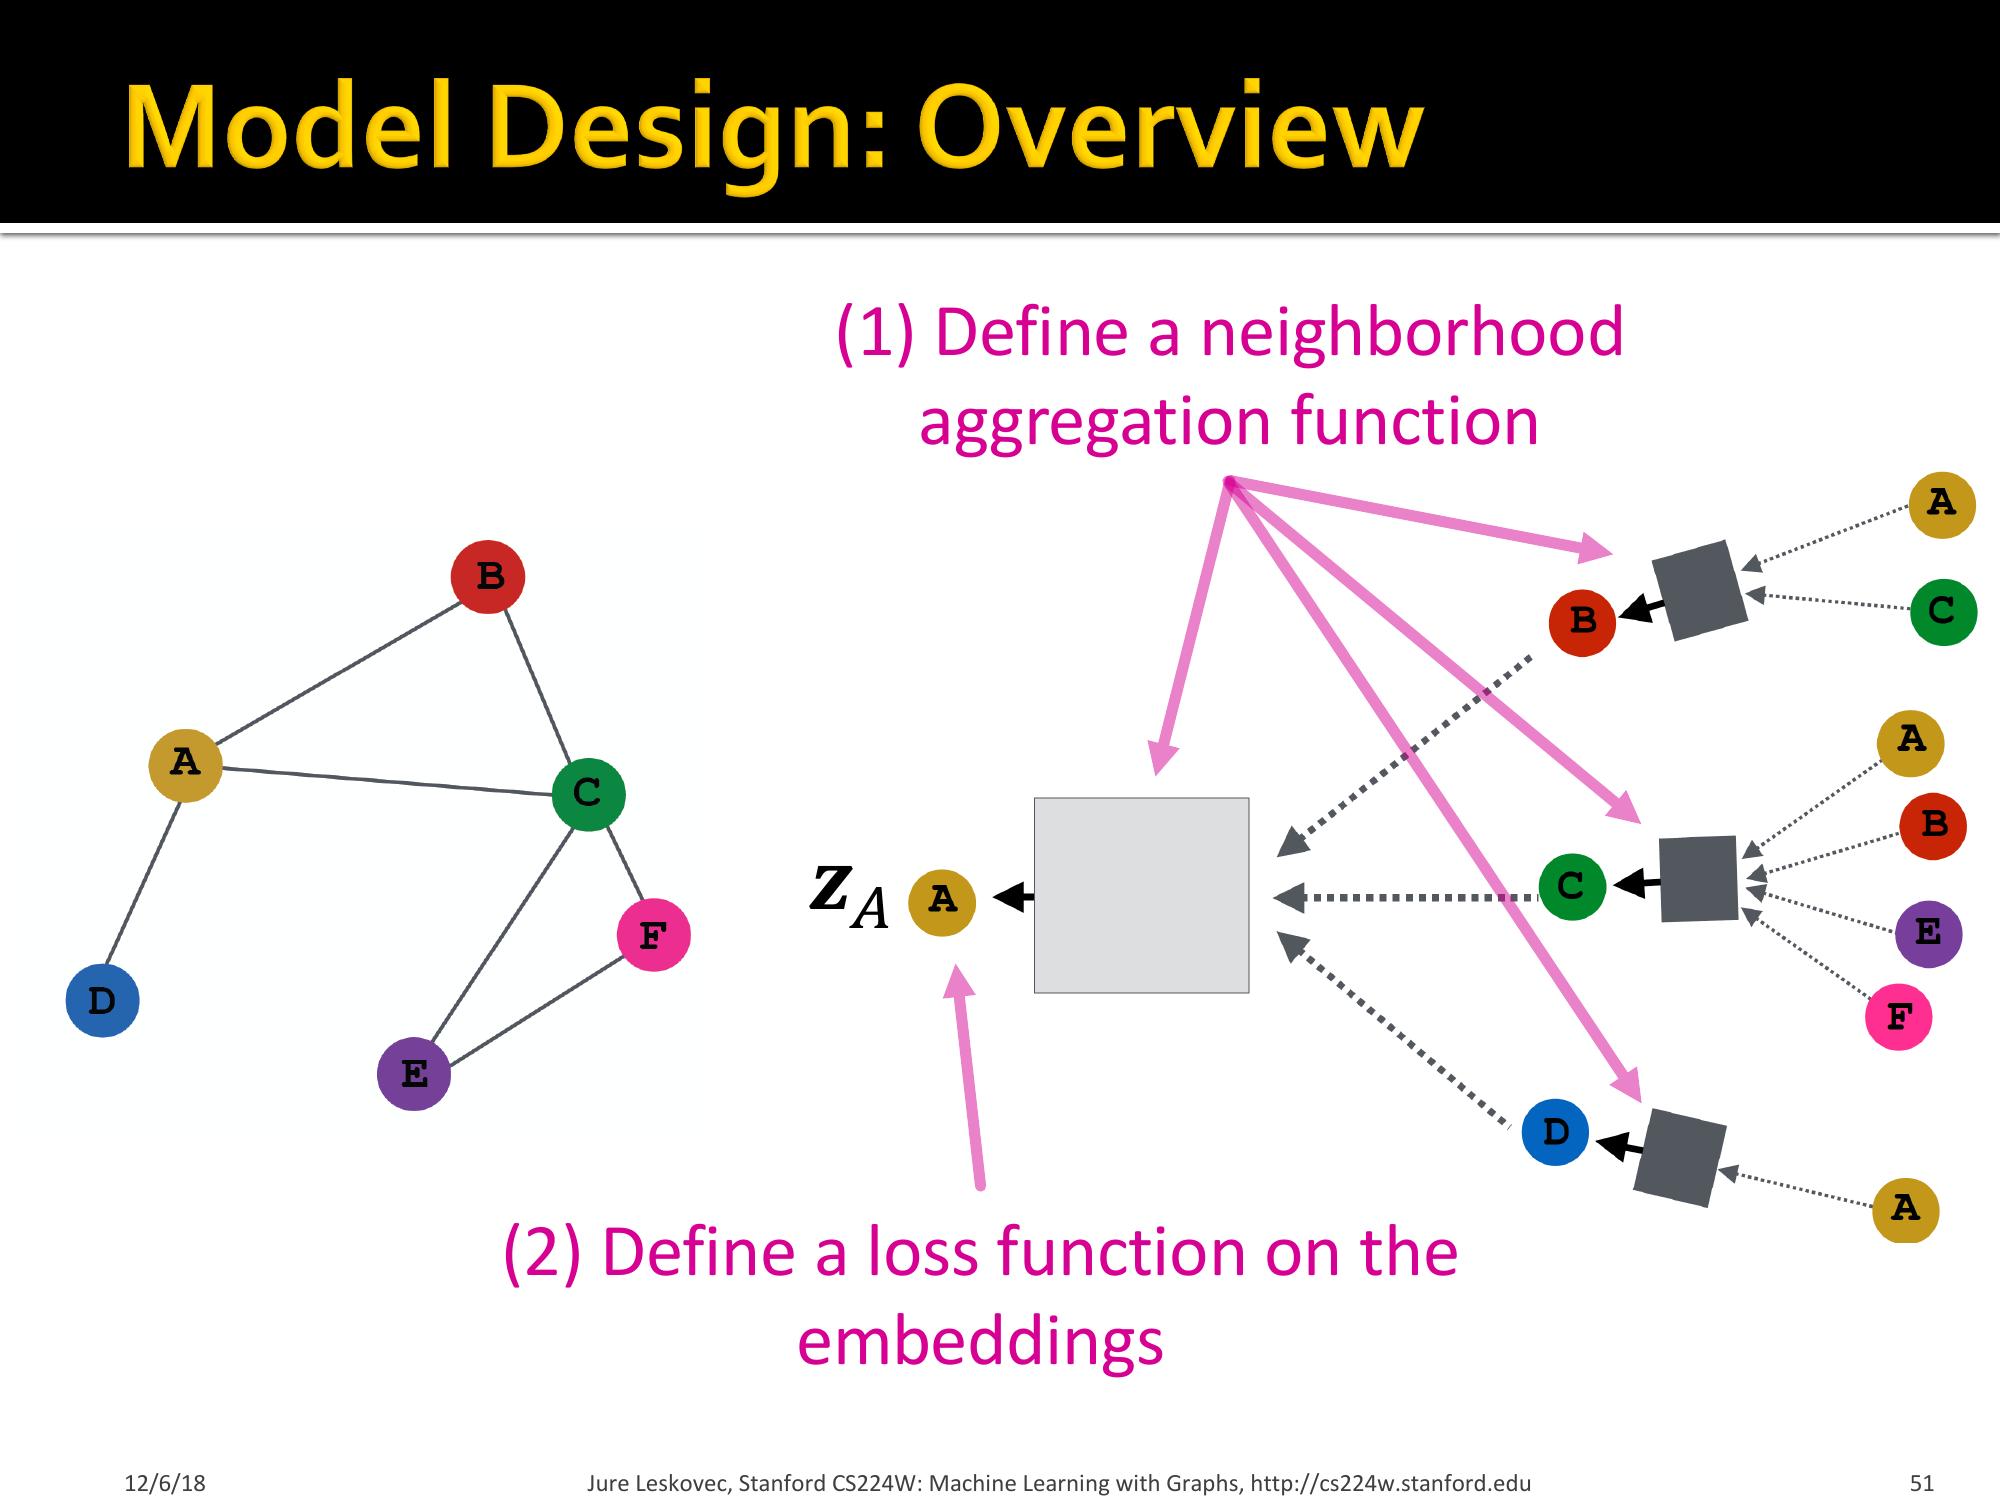 Model Design: Overview
(1) Define a neighborhood
aggregation function
B
A
C
F
D
E
z_A
A
B
C
D
A
C
A
B
E
F
A
(2) Define a loss function on the
embeddings
12/6/18
Jure Leskovec, Stanford CS224W: Machine Learning with Graphs, http://cs224w.stanford.edu
51